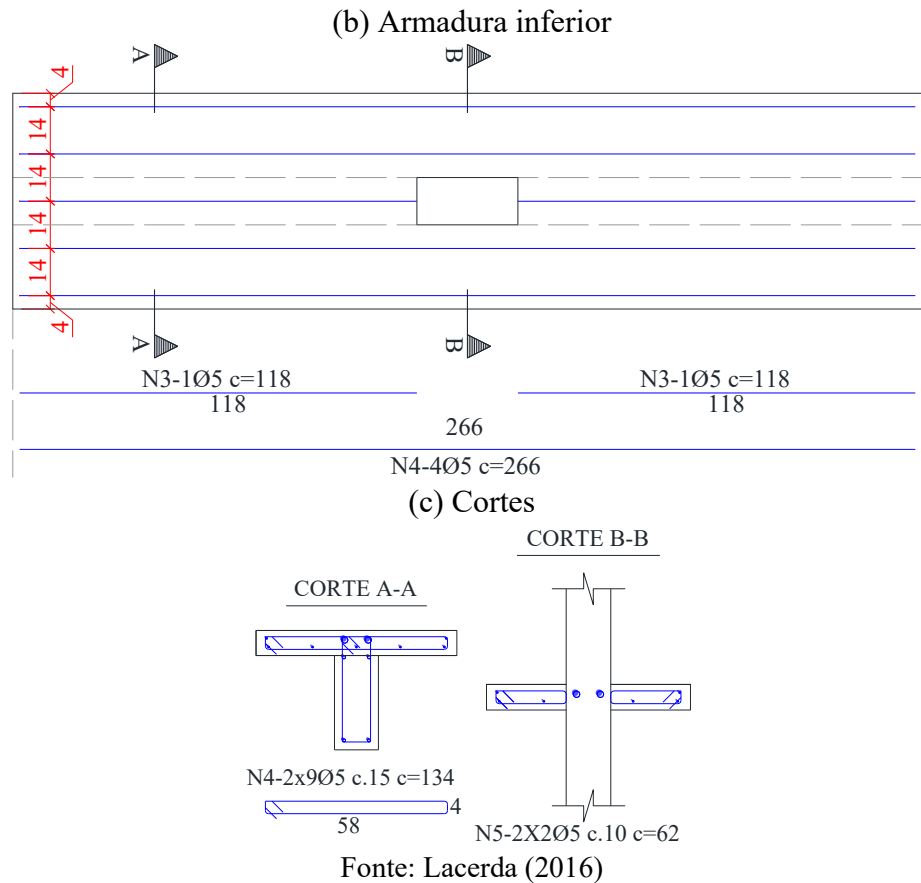 (b) Armadura inferior
A B
4
14
14
14
14
4
A B
N3-1Ø5 c=118 N3-1Ø5 c=118
118 118
266
N4-4Ø5 c=266
(c) Cortes
CORTE B-B
CORTE A-A
N4-2x9Ø5 c.15 c=134
4
58
N5-2X2Ø5 c.10 c=62
Fonte: Lacerda (2016)